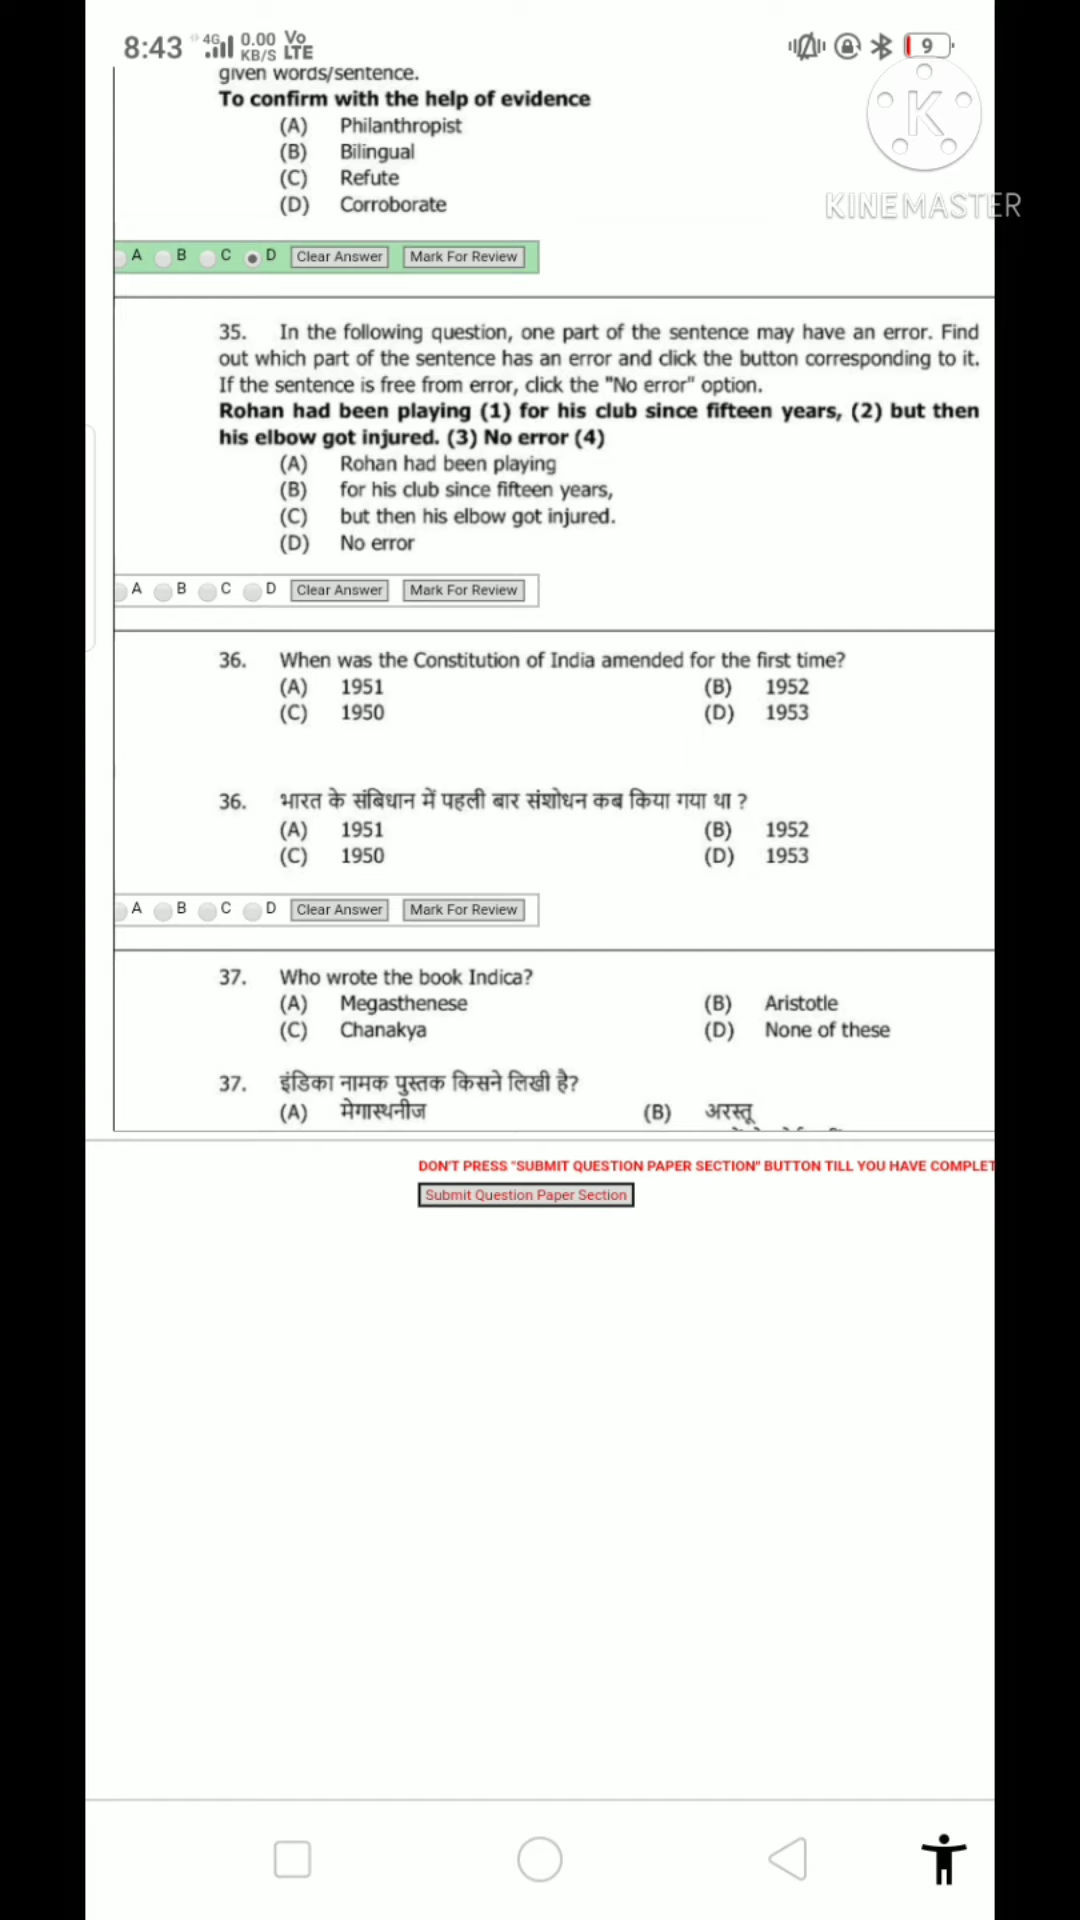 8:43 4G 0.00 KB/S Vo LTE 9
given words/sentence.
K
To confirm with the help of evidence
(A) Philanthropist
(B) Bilingual
(C) Refute
(D) Corroborate
KINEMASTER
A B C D Clear Answer Mark For Review
35. In the following question, one part of the sentence may have an error. Find
out which part of the sentence has an error and click the button corresponding to it.
If the sentence is free from error, click the "No error" option.
Rohan had been playing (1) for his club since fifteen years, (2) but then
his elbow got injured. (3) No error (4)
(A) Rohan had been playing
(B) for his club since fifteen years,
(C) but then his elbow got injured.
(D) No error
A B C D Clear Answer Mark For Review
36. When was the Constitution of India amended for the first time?
(A) 1951 (B) 1952
(C) 1950 (D) 1953
36. भारत के संबिधान में पहली बार संशोधन कब किया गया था ?
(A) 1951 (B) 1952
(C) 1950 (D) 1953
A B C D Clear Answer Mark For Review
37. Who wrote the book Indica?
(A) Megasthenese (B) Aristotle
(C) Chanakya (D) None of these
37. इंडिका नामक पुस्तक किसने लिखी है?
(A) मेगास्थनीज (B) अरस्तू
DON'T PRESS "SUBMIT QUESTION PAPER SECTION" BUTTON TILL YOU HAVE COMPLET
Submit Question Paper Section